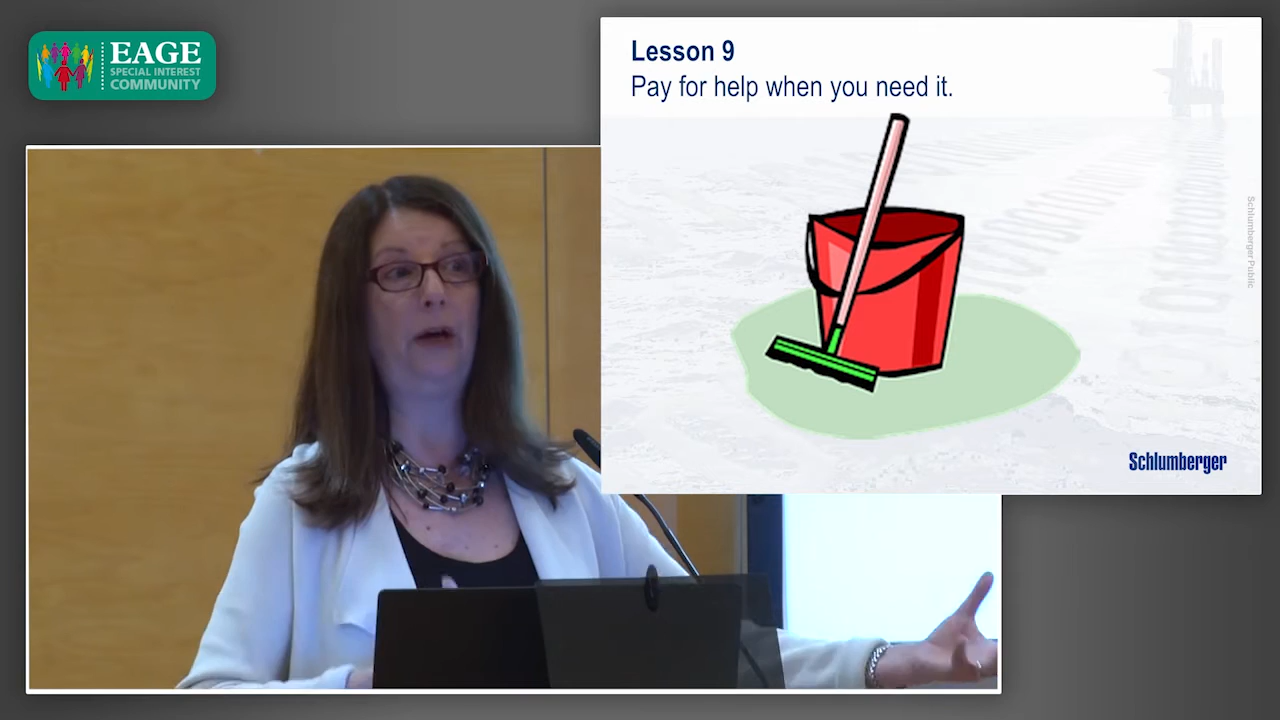 EAGE
SPECIAL INTEREST
COMMUNITY
Lesson 9
Pay for help when you need it.
Schlumberger Public
Schlumberger